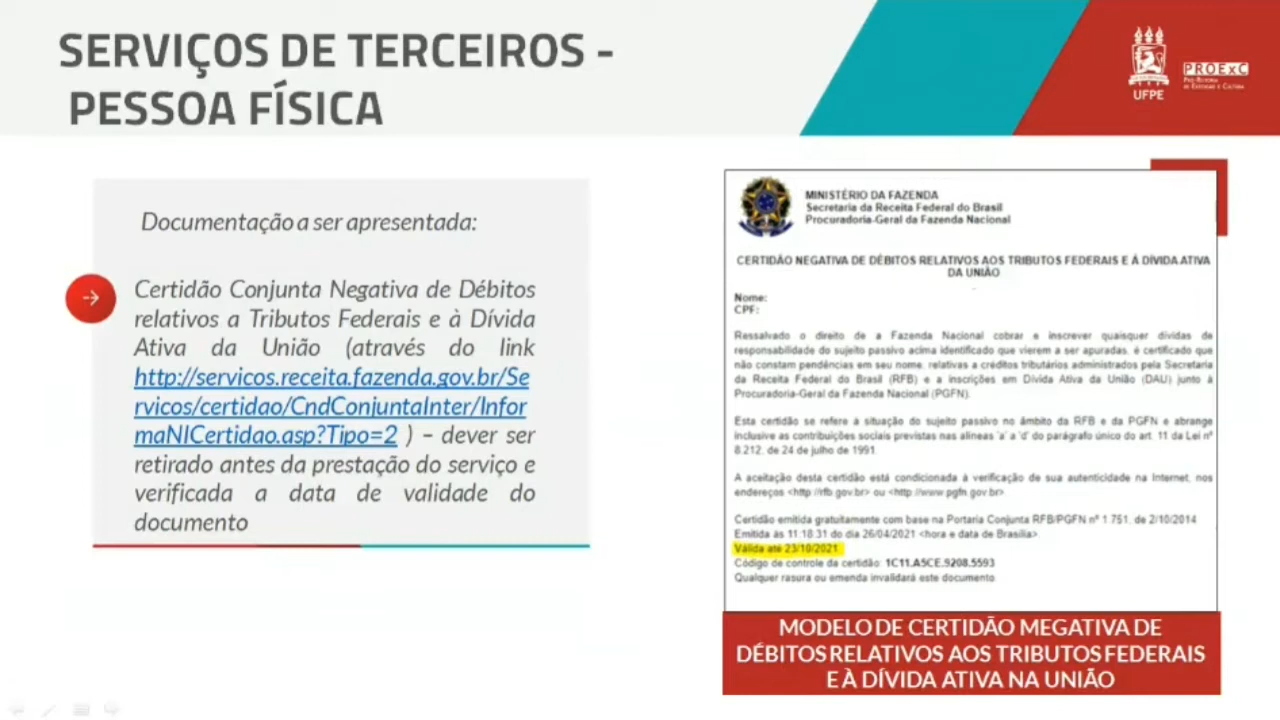 SERVIÇOS DE TERCEIROS -
PESSOA FÍSICA
UFPE
PROExC
Pró-Reitoria
de Extensão e Cultura
Documentação a ser apresentada:
Certidão Conjunta Negativa de Débitos
relativos a Tributos Federais e à Dívida
Ativa da União (através do link
http://servicos.receita.fazenda.gov.br/Se
rvicos/certidao/CndConjuntaInter/Infor
maNICertidao.asp?Tipo=2 ) – dever ser
retirado antes da prestação do serviço e
verificada a data de validade do
documento
MINISTÉRIO DA FAZENDA
Secretaria da Receita Federal do Brasil
Procuradoria-Geral da Fazenda Nacional
CERTIDÃO NEGATIVA DE DÉBITOS RELATIVOS AOS TRIBUTOS FEDERAIS E À DÍVIDA ATIVA
DA UNIÃO
Nome:
CPF:
Ressalvado o direito de a Fazenda Nacional cobrar e inscrever quaisquer dívidas de
responsabilidade do sujeito passivo acima identificado que vierem a ser apuradas, é certificado que
não constam pendências em seu nome, relativas a créditos tributários administrados pela Secretaria
da Receita Federal do Brasil (RFB) e a inscrições em Dívida Ativa da União (DAU) junto à
Procuradoria-Geral da Fazenda Nacional (PGFN).
Esta certidão se refere à situação do sujeito passivo no âmbito da RFB e da PGFN e abrange
inclusive as contribuições sociais previstas nas alíneas 'a' a 'd' do parágrafo único do art. 11 da Lei nº
8.212, de 24 de julho de 1991.
A aceitação desta certidão está condicionada à verificação de sua autenticidade na Internet, nos
endereços <http://rfb.gov.br> ou <http://www.pgfn.gov.br>.
Certidão emitida gratuitamente com base na Portaria Conjunta RFB/PGFN nº 1.751, de 2/10/2014.
Emitida às 11:18:31 do dia 26/04/2021 <hora e data de Brasília>.
Válida até 23/10/2021.
Código de controle da certidão: 1C11.A5CE.9208.5593
Qualquer rasura ou emenda invalidará este documento.
MODELO DE CERTIDÃO MEGATIVA DE
DÉBITOS RELATIVOS AOS TRIBUTOS FEDERAIS
E À DÍVIDA ATIVA NA UNIÃO